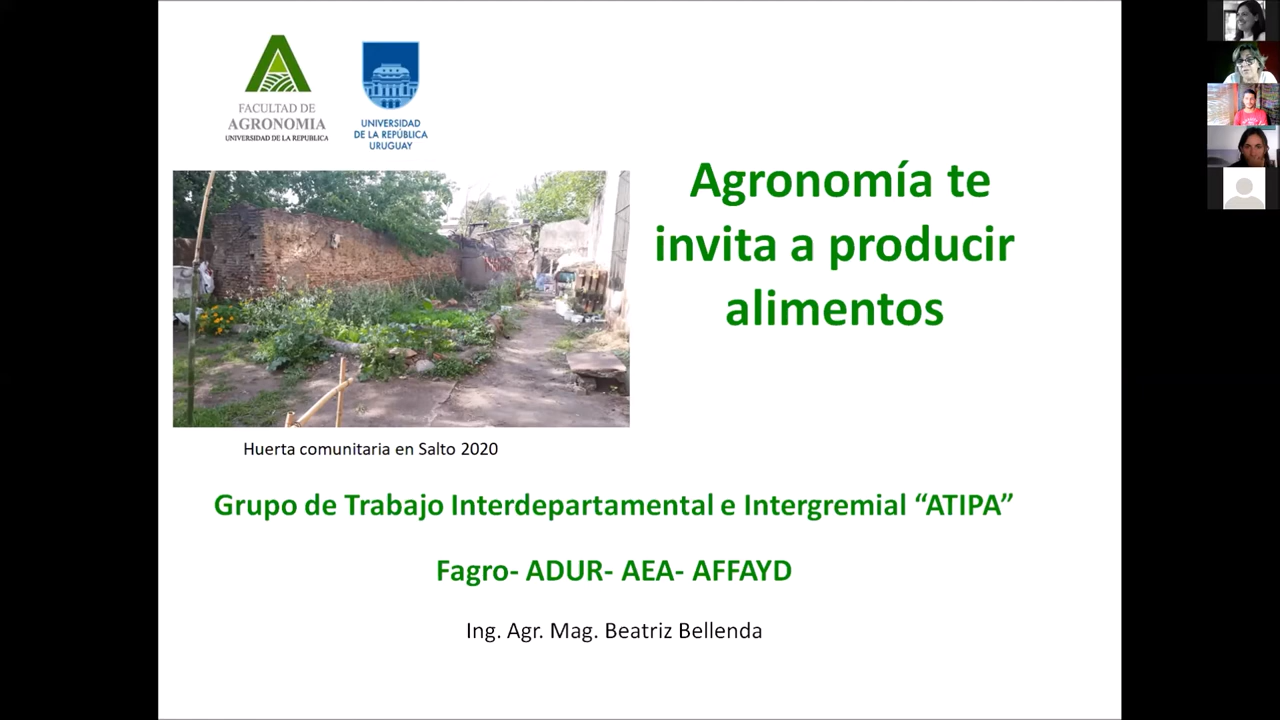 FACULTAD DE
AGRONOMIA
UNIVERSIDAD DE LA REPUBLICA
UNIVERSIDAD
DE LA REPÚBLICA
URUGUAY
Agronomía te
invita a producir
alimentos
Huerta comunitaria en Salto 2020
Grupo de Trabajo Interdepartamental e Intergremial “ATIPA”
Fagro- ADUR- AEA- AFFAYD
Ing. Agr. Mag. Beatriz Bellenda